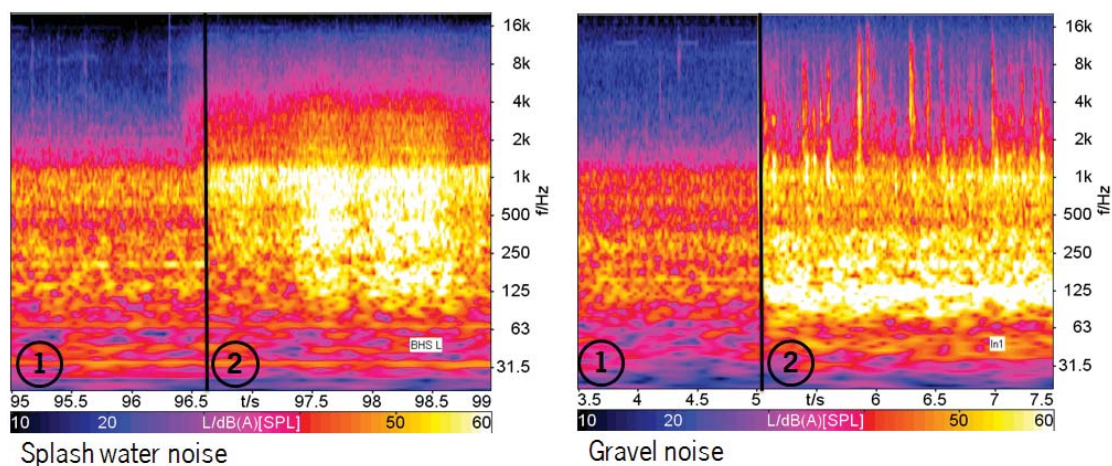 16k
8k
4k
2k
1k
500
250
125
63
31.5
f/Hz
1
2
BHS L
95 95.5 96 96.5 t/s 97.5 98 98.5 99
10 20 L/dB(A)[SPL] 50 60
Splash water noise
16k
8k
4k
2k
1k
500
250
125
63
31.5
f/Hz
1
2
In1
3.5 4 4.5 5 t/s 6 6.5 7 7.5
10 20 L/dB(A)[SPL] 50 60
Gravel noise